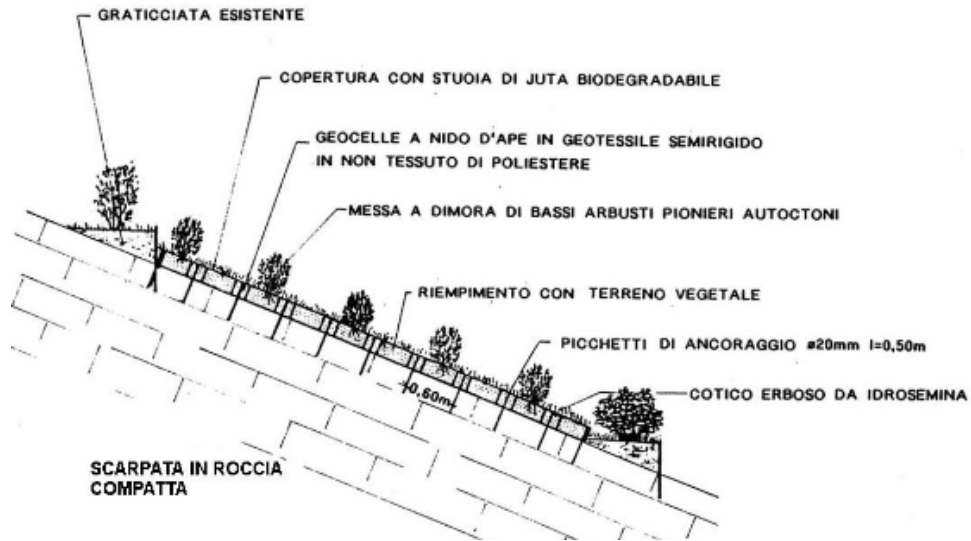 GRATICCIATA ESISTENTE
COPERTURA CON STUOIA DI JUTA BIODEGRADABILE
GEOCELLE A NIDO D'APE IN GEOTESSILE SEMIRIGIDO
IN NON TESSUTO DI POLIESTERE
MESSA A DIMORA DI BASSI ARBUSTI PIONIERI AUTOCTONI
RIEMPIMENTO CON TERRENO VEGETALE
PICCHETTI DI ANCORAGGIO ø20mm l=0,50m
0.60m
COTICO ERBOSO DA IDROSEMINA
SCARPATA IN ROCCIA
COMPATTA